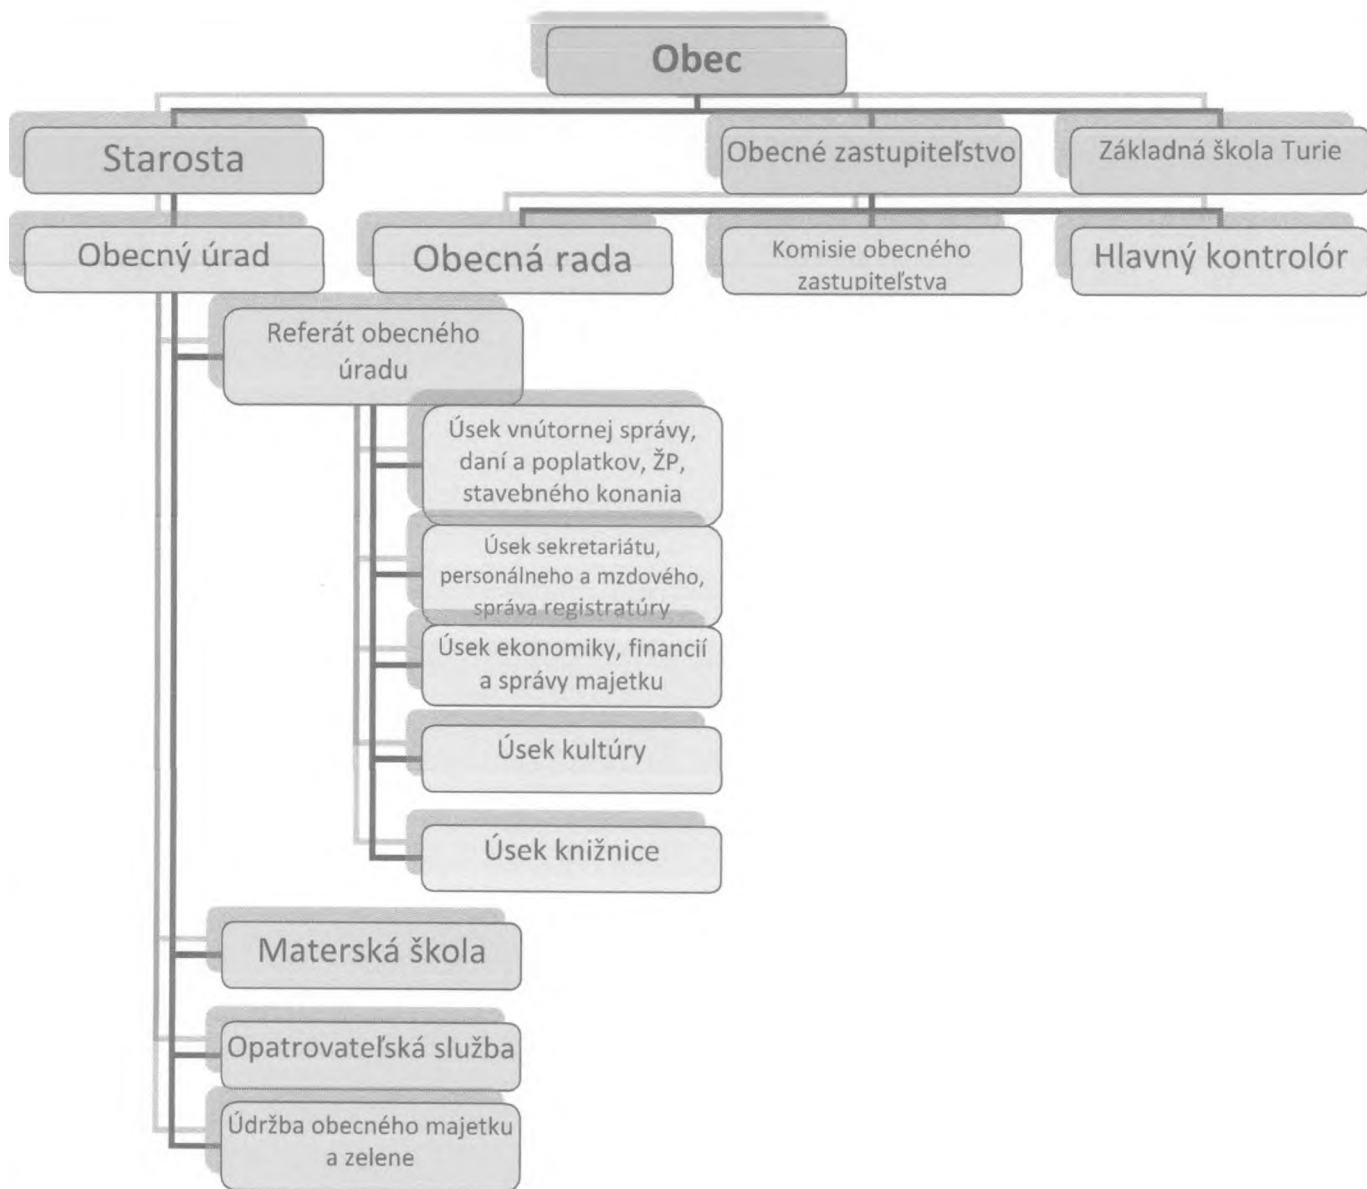 Obec
Starosta
Obecné zastupiteľstvo
Základná škola Turie
Obecný úrad
Obecná rada
Komisie obecného
zastupiteľstva
Hlavný kontrolór
Referát obecného
úradu
Úsek vnútornej správy,
daní a poplatkov, ŽP,
stavebného konania
Úsek sekretariátu,
personálneho a mzdového,
správa registratúry
Úsek ekonomiky, financií
a správy majetku
Úsek kultúry
Úsek knižnice
Materská škola
Opatrovateľská služba
Údržba obecného majetku
a zelene